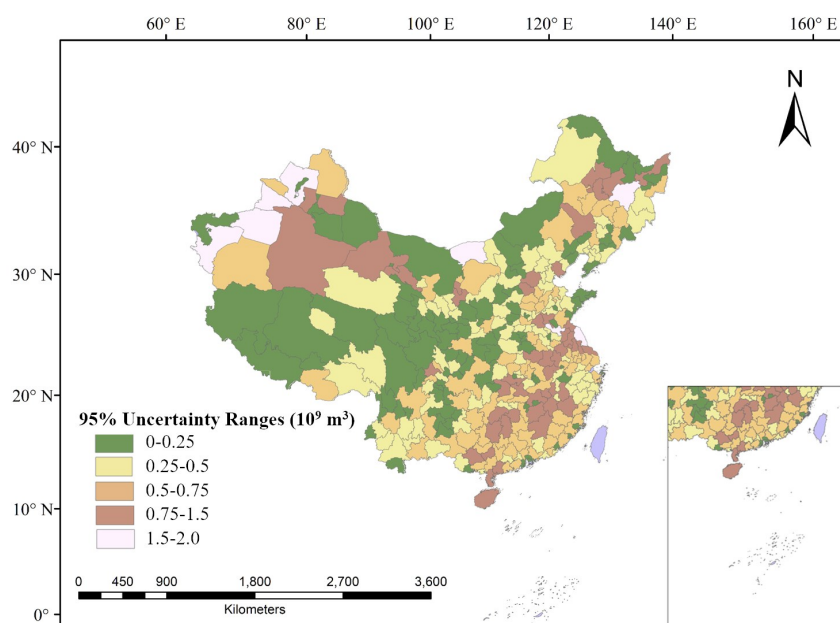 60° E 80° E 100° E 120° E 140° E 160° E
N
40° N
30° N
20° N
10° N
0°
95% Uncertainty Ranges (10⁹ m³)
0-0.25
0.25-0.5
0.5-0.75
0.75-1.5
1.5-2.0
0 450 900 1,800 2,700 3,600
Kilometers